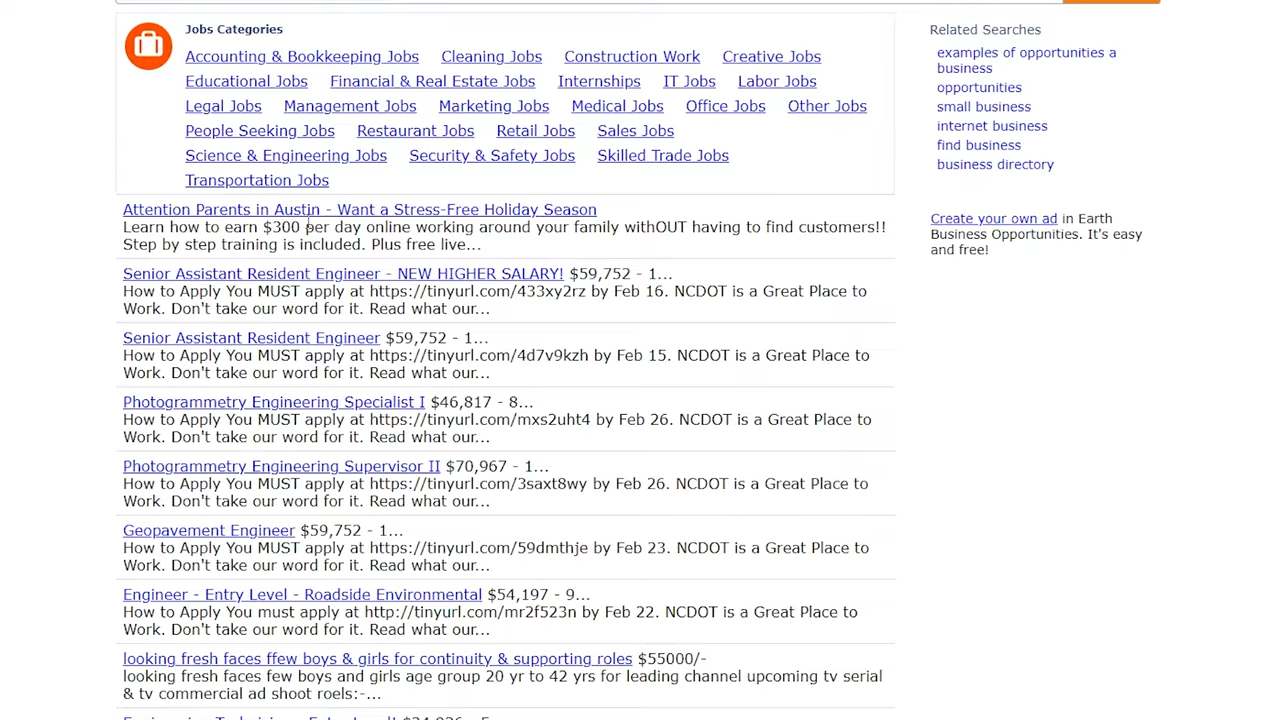 Jobs Categories
Accounting & Bookkeeping Jobs Cleaning Jobs Construction Work Creative Jobs
Educational Jobs Financial & Real Estate Jobs Internships IT Jobs Labor Jobs
Legal Jobs Management Jobs Marketing Jobs Medical Jobs Office Jobs Other Jobs
People Seeking Jobs Restaurant Jobs Retail Jobs Sales Jobs
Science & Engineering Jobs Security & Safety Jobs Skilled Trade Jobs
Transportation Jobs
Attention Parents in Austin - Want a Stress-Free Holiday Season
Learn how to earn $300 per day online working around your family withOUT having to find customers!!
Step by step training is included. Plus free live...
Senior Assistant Resident Engineer - NEW HIGHER SALARY! $59,752 - 1...
How to Apply You MUST apply at https://tinyurl.com/433xy2rz by Feb 16. NCDOT is a Great Place to
Work. Don't take our word for it. Read what our...
Senior Assistant Resident Engineer $59,752 - 1...
How to Apply You MUST apply at https://tinyurl.com/4d7v9kzh by Feb 15. NCDOT is a Great Place to
Work. Don't take our word for it. Read what our...
Photogrammetry Engineering Specialist I $46,817 - 8...
How to Apply You MUST apply at https://tinyurl.com/mxs2uht4 by Feb 26. NCDOT is a Great Place to
Work. Don't take our word for it. Read what our...
Photogrammetry Engineering Supervisor II $70,967 - 1...
How to Apply You MUST apply at https://tinyurl.com/3saxt8wy by Feb 26. NCDOT is a Great Place to
Work. Don't take our word for it. Read what our...
Geopavement Engineer $59,752 - 1...
How to Apply You MUST apply at https://tinyurl.com/59dmthje by Feb 23. NCDOT is a Great Place to
Work. Don't take our word for it. Read what our...
Engineer - Entry Level - Roadside Environmental $54,197 - 9...
How to Apply You must apply at http://tinyurl.com/mr2f523n by Feb 22. NCDOT is a Great Place to
Work. Don't take our word for it. Read what our...
looking fresh faces ffew boys & girls for continuity & supporting roles $55000/-
looking fresh faces few boys and girls age group 20 yr to 42 yrs for leading channel upcoming tv serial
& tv commercial ad shoot roels:-...
Related Searches
examples of opportunities a
business
opportunities
small business
internet business
find business
business directory
Create your own ad in Earth
Business Opportunities. It's easy
and free!